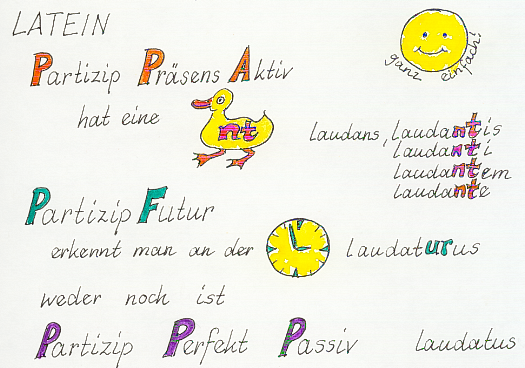 LATEIN
ganz einfach!
Partizip Präsens Aktiv
hat eine nt laudans, laudantis
laudanti
laudantem
laudante
Partizip Futur
erkennt man an der laudaturus
weder noch ist
Partizip Perfekt Passiv laudatus